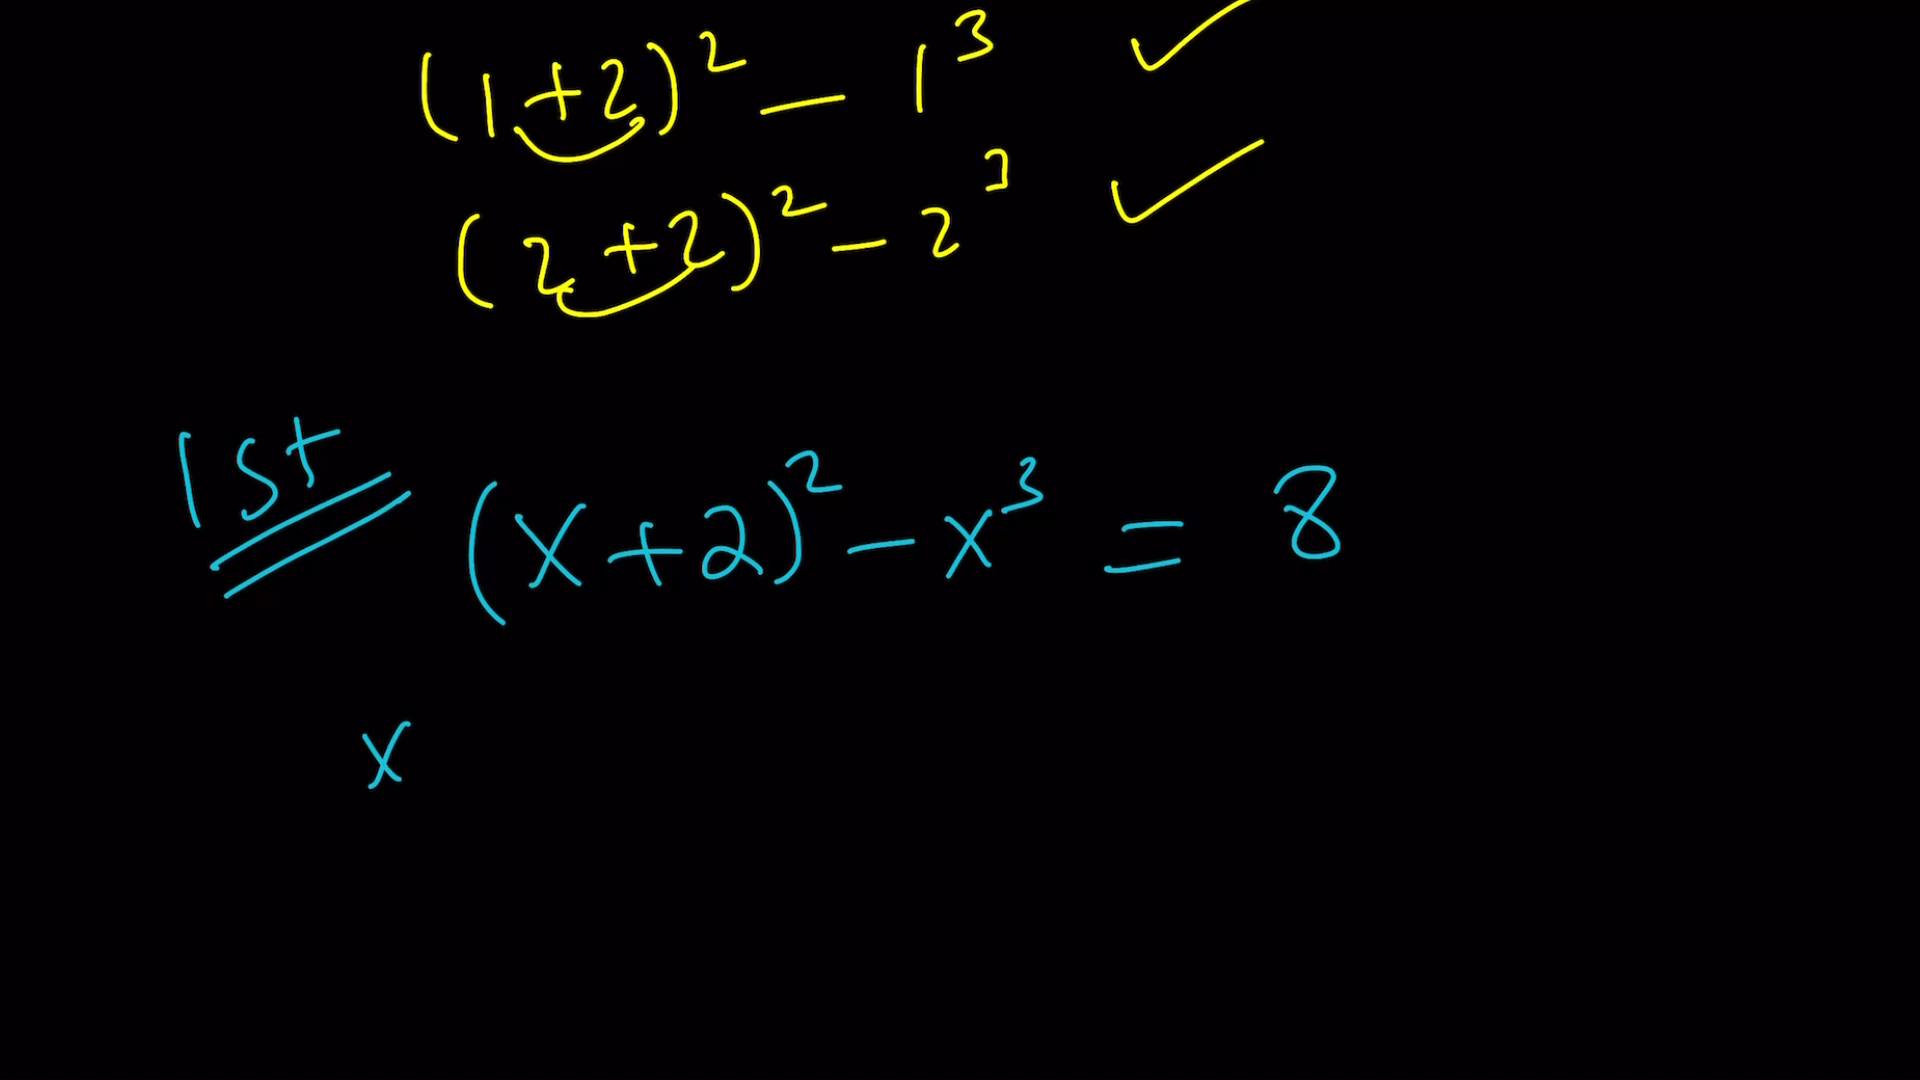 (1+2)² — 1³ ✓
(2+2)² — 2³ ✓
1st (x+2)² — x³ = 8
x